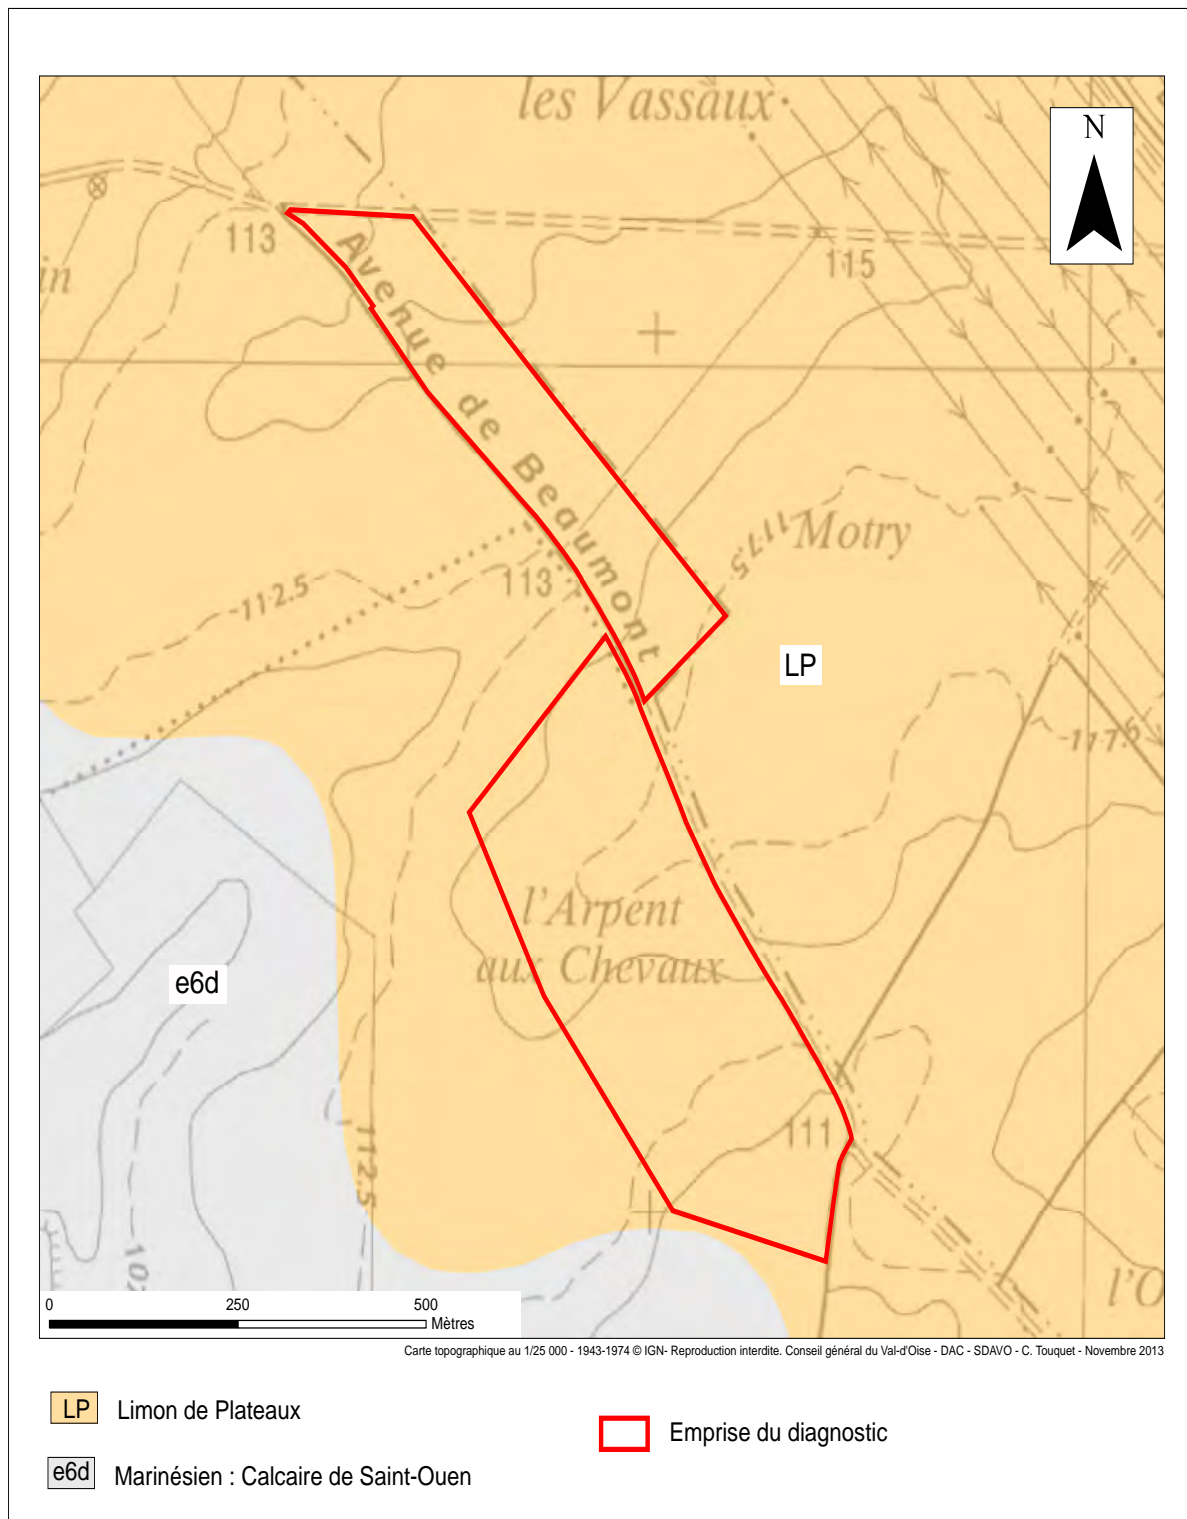 les Vassaux
N
113
115
in
Avenue de Beaumont
Motry
117.5
113
112.5
LP
117.5
l'Arpent
aux Chevaux
e6d
111
112.5
l'O
0 250 500
Mètres
Carte topographique au 1/25 000 - 1943-1974 © IGN- Reproduction interdite. Conseil général du Val-d'Oise - DAC - SDAVO - C. Touquet - Novembre 2013
LP Limon de Plateaux
Emprise du diagnostic
e6d Marinésien : Calcaire de Saint-Ouen